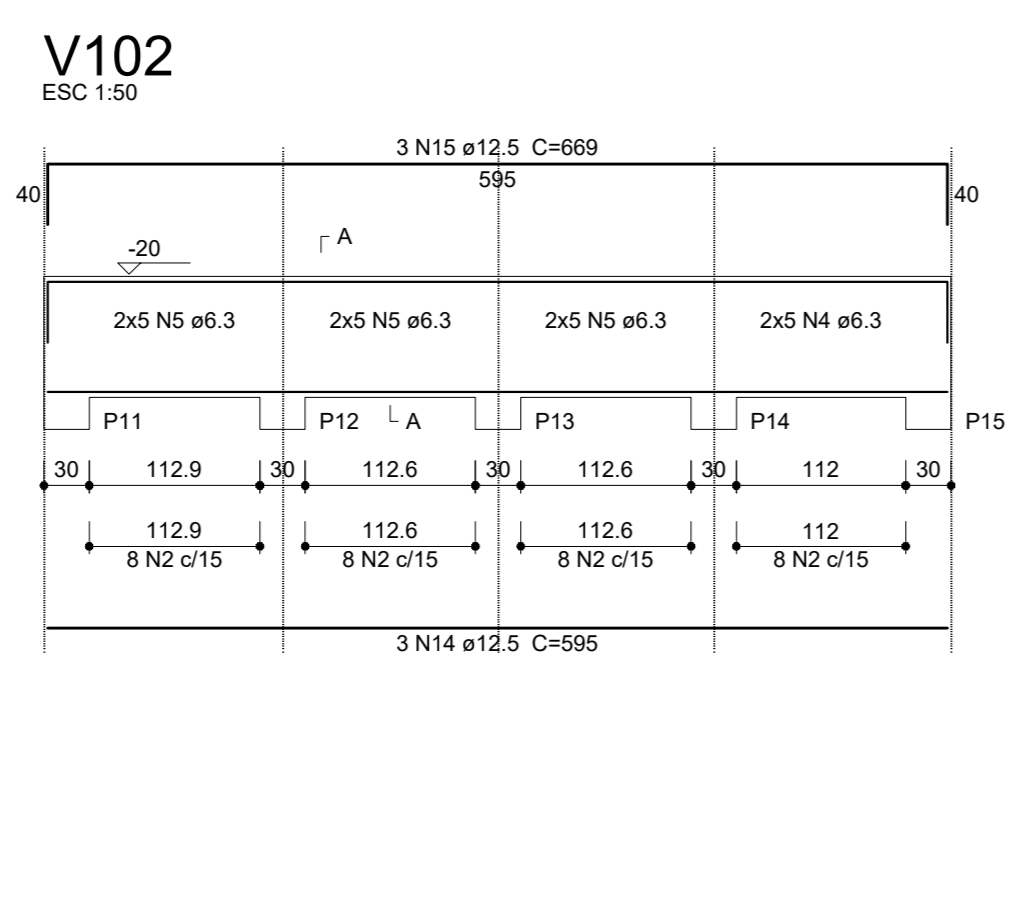 V102
ESC 1:50
3 N15 ø12.5 C=669
595
40
40
A
-20
2x5 N5 ø6.3
2x5 N5 ø6.3
2x5 N5 ø6.3
2x5 N4 ø6.3
P11
P12
A
P13
P14
P15
30
112.9
30
112.6
30
112.6
30
112
30
112.9
112.6
112.6
112
8 N2 c/15
8 N2 c/15
8 N2 c/15
8 N2 c/15
3 N14 ø12.5 C=595